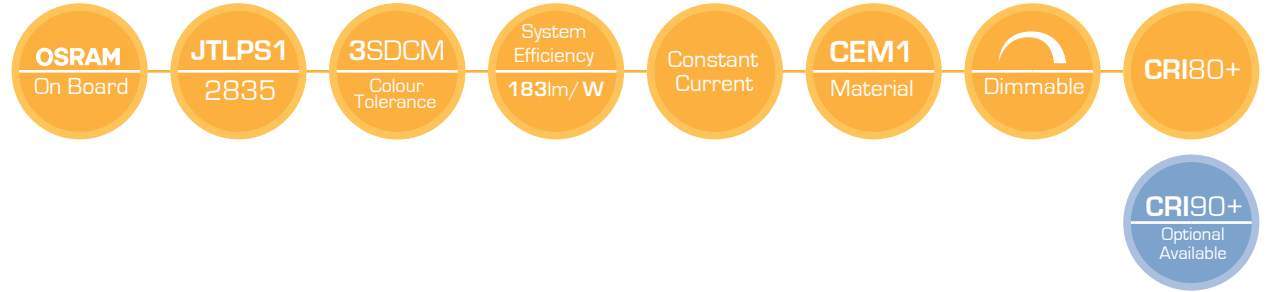 OSRAM
On Board
JTLPS1
2835
3SDCM
Colour
Tolerance
System
Efficiency
183lm/W
Constant
Current
CEM1
Material
Dimmable
CRI80+
CRI90+
Optional
Available